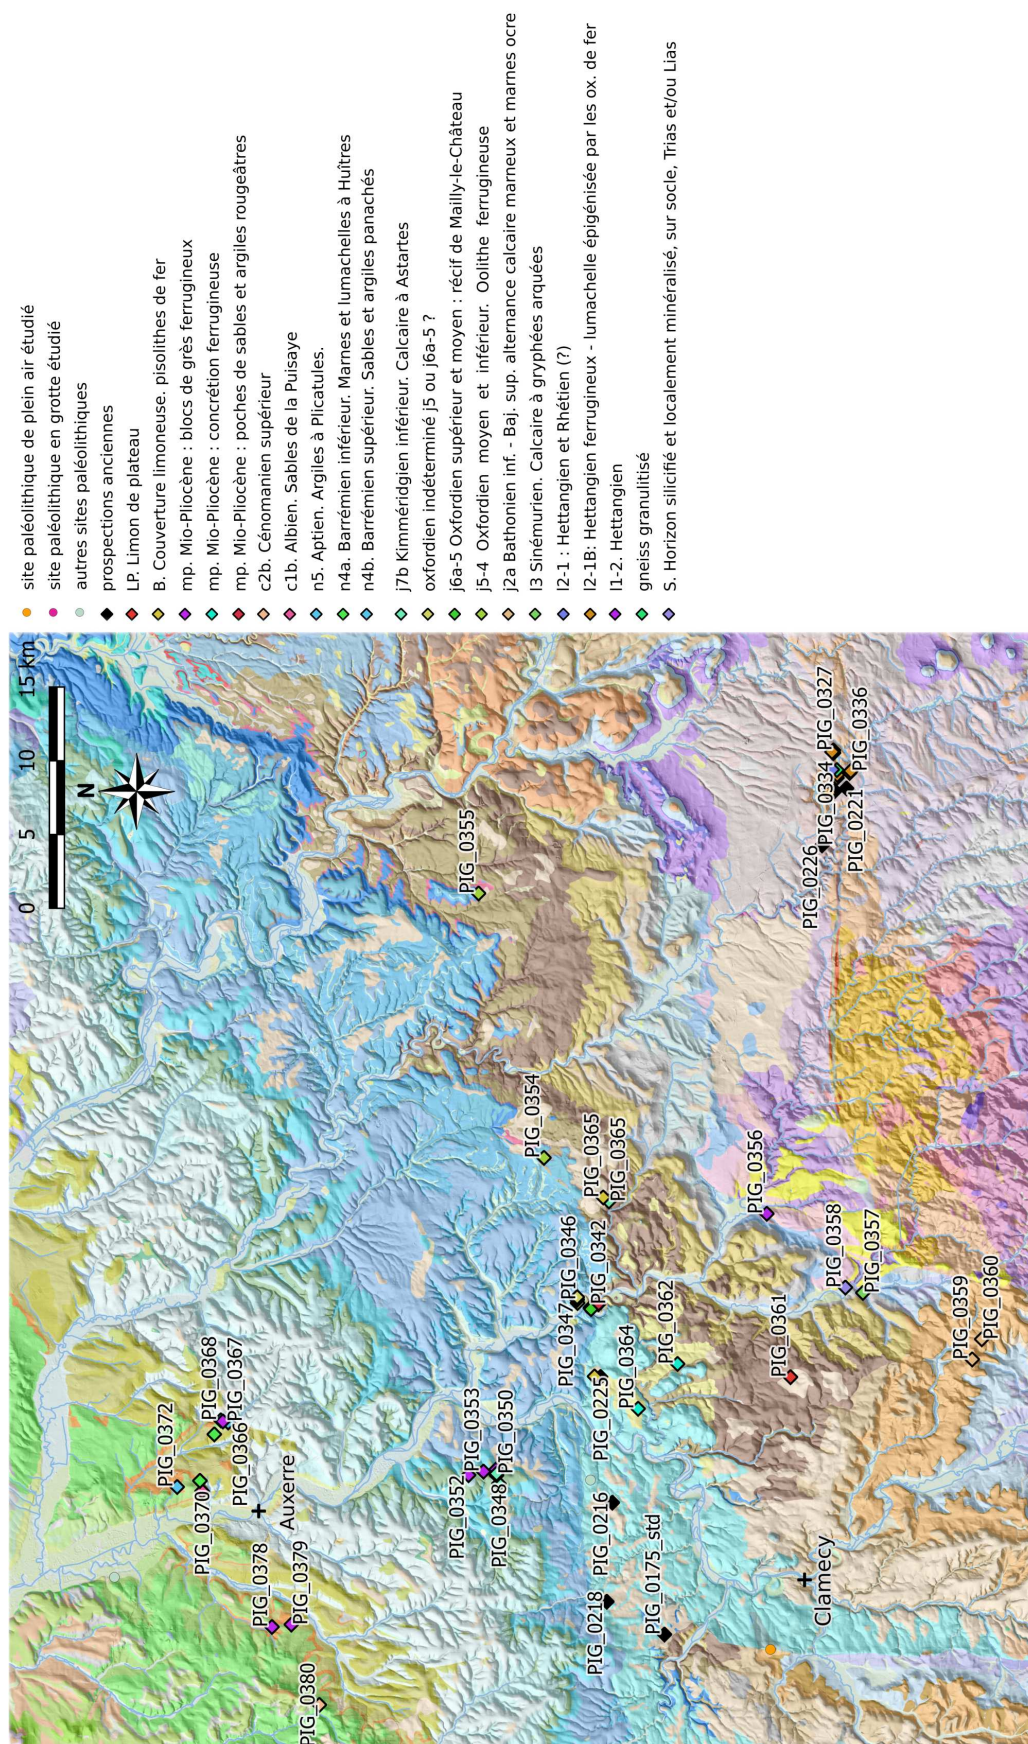 site paléolithique de plein air étudié
site paléolithique en grotte étudié
autres sites paléolithiques
prospections anciennes
LP. Limon de plateau
B. Couverture limoneuse. pisolithes de fer
mp. Mio-Pliocène : blocs de grès ferrugineux
mp. Mio-Pliocène : concrétion ferrugineuse
mp. Mio-Pliocène : poches de sables et argiles rougeâtres
c2b. Cénomanien supérieur
c1b. Albien. Sables de la Puisaye
n5. Aptien. Argiles à Plicatules.
n4a. Barrémien inférieur. Marnes et lumachelles à Huîtres
n4b. Barrémien supérieur. Sables et argiles panachés
j7b Kimméridgien inférieur. Calcaire à Astartes
oxfordien indéterminé j5 ou j6a-5 ?
j6a-5 Oxfordien supérieur et moyen : récif de Mailly-le-Château
j5-4 Oxfordien moyen et inférieur. Oolithe ferrugineuse
j2a Bathonien inf. - Baj. sup. alternance calcaire marneux et marnes ocre
l3 Sinémurien. Calcaire à gryphées arquées
l2-1 : Hettangien et Rhétien (?)
l2-1B: Hettangien ferrugineux - lumachelle épigénisée par les ox. de fer
l1-2. Hettangien
gneiss granulitisé
S. Horizon silicifié et localement minéralisé, sur socle, Trias et/ou Lias
0 5 10 15 km
N
PIG_0372
PIG_0368
PIG_0367
PIG_0366
PIG_0370
Auxerre
PIG_0378
PIG_0379
PIG_0380
PIG_0355
PIG_0354
PIG_0353
PIG_0352
PIG_0350
PIG_0348
PIG_0365
PIG_0365
PIG_0346
PIG_0347
PIG_0342
PIG_0225
PIG_0364
PIG_0362
PIG_0216
PIG_0218
PIG_0175_std
PIG_0356
PIG_0361
PIG_0358
PIG_0357
PIG_0359
PIG_0360
Clamecy
PIG_0327
PIG_0334
PIG_0336
PIG_0226
PIG_0221